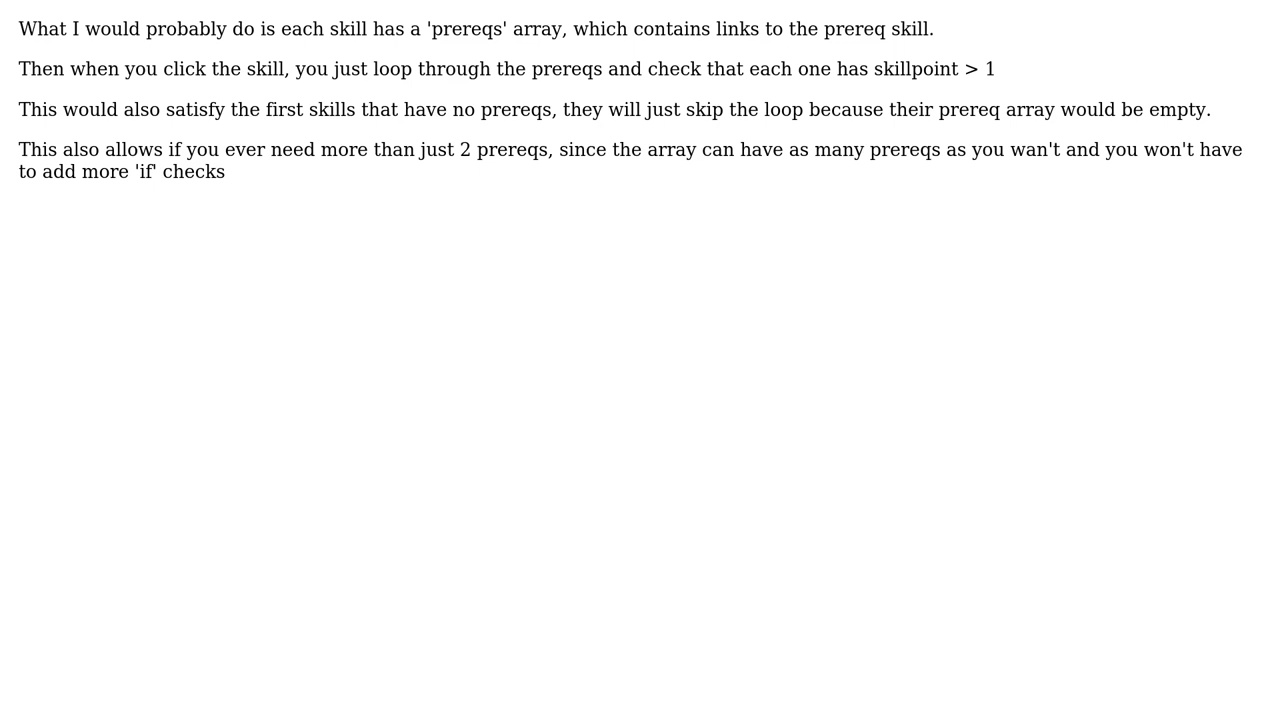 What I would probably do is each skill has a 'prereqs' array, which contains links to the prereq skill.
Then when you click the skill, you just loop through the prereqs and check that each one has skillpoint > 1
This would also satisfy the first skills that have no prereqs, they will just skip the loop because their prereq array would be empty.
This also allows if you ever need more than just 2 prereqs, since the array can have as many prereqs as you wan't and you won't have
to add more 'if' checks